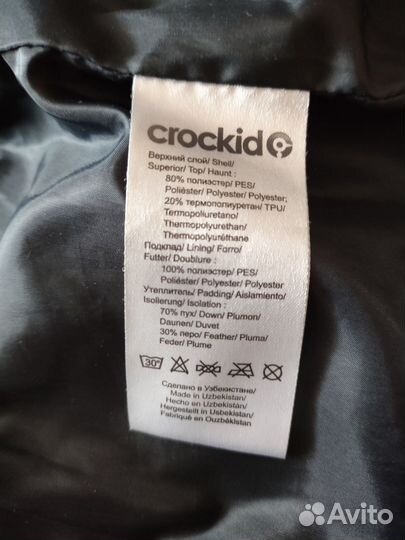 crockid
Верхний слой/ Shell/
Superior/ Top/ Haunt :
80% полиэстер/ PES/
Poliéster/ Polyester/ Polyester;
20% термополиуретан/ TPU/
Termopoliuretano/
Thermopolyurethan/
Thermopolyuréthane
Подклад/ Lining/ Forro/
Futter/ Doublure :
100% полиэстер/ PES/
Poliéster/ Polyester/ Polyester
Утеплитель/ Padding/ Aislamiento/
Isolierung/ Isolation :
70% пух/ Down/ Plumon/
Daunen/ Duvet
30% перо/ Feather/ Pluma/
Feder/ Plume
30°
Сделано в Узбекистане/
Made in Uzbekistan/
Hecho en Uzbekistan/
Hergestellt in Usbekistan/
Fabriqué en Ouzbékistan
Avito